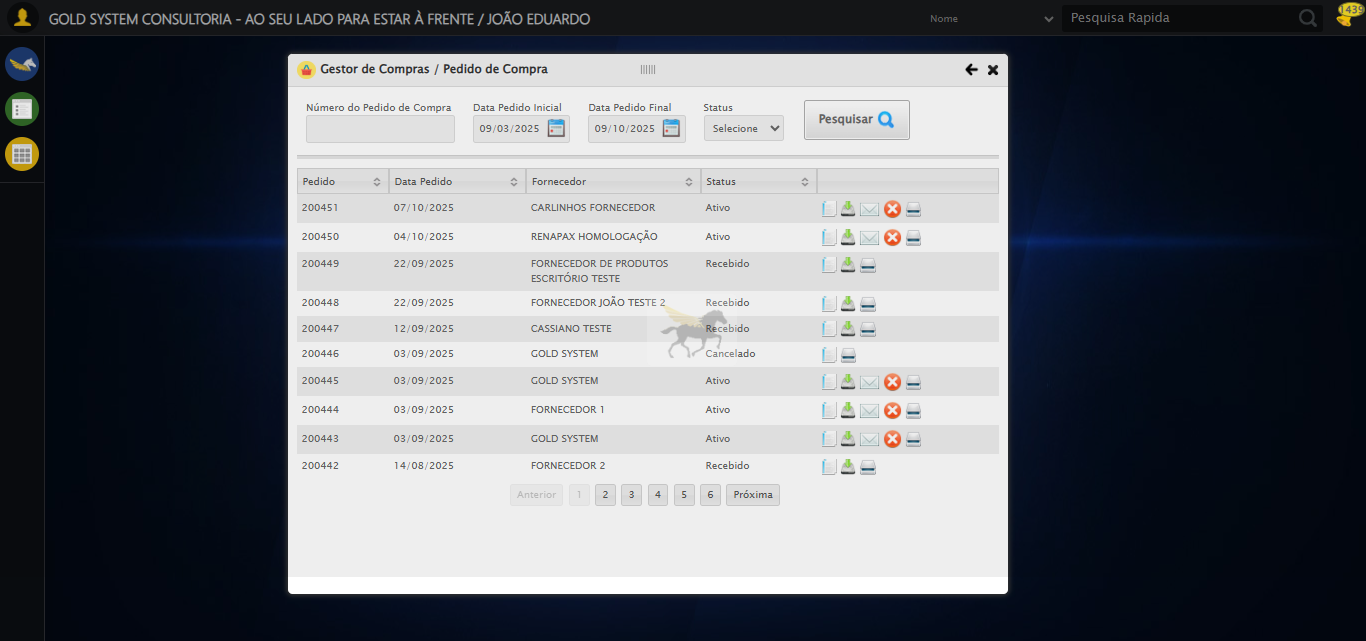 GOLD SYSTEM CONSULTORIA - AO SEU LADO PARA ESTAR À FRENTE / JOÃO EDUARDO
Nome
Pesquisa Rapida
1439
Gestor de Compras / Pedido de Compra
Número do Pedido de Compra
Data Pedido Inicial
Data Pedido Final
Status
09/03/2025
09/10/2025
Selecione
Pesquisar
Pedido Data Pedido Fornecedor Status
200451 07/10/2025 CARLINHOS FORNECEDOR Ativo
200450 04/10/2025 RENAPAX HOMOLOGAÇÃO Ativo
200449 22/09/2025 FORNECEDOR DE PRODUTOS Recebido
ESCRITÓRIO TESTE
200448 22/09/2025 FORNECEDOR JOÃO TESTE 2 Recebido
200447 12/09/2025 CASSIANO TESTE Recebido
200446 03/09/2025 GOLD SYSTEM Cancelado
200445 03/09/2025 GOLD SYSTEM Ativo
200444 03/09/2025 FORNECEDOR 1 Ativo
200443 03/09/2025 GOLD SYSTEM Ativo
200442 14/08/2025 FORNECEDOR 2 Recebido
Anterior 1 2 3 4 5 6 Próxima